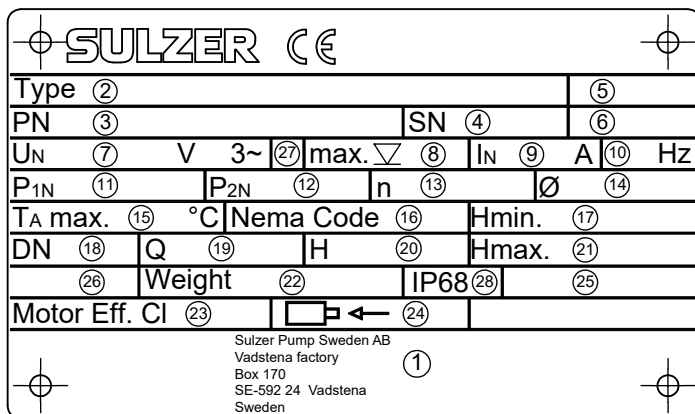 SULZER CE
Type ② ⑤
PN ③ SN ④ ⑥
UN ⑦ V 3~ ㉗ max. ⑧ IN ⑨ A ⑩ Hz
P1N ⑪ P2N ⑫ n ⑬ Ø ⑭
TA max. ⑮ °C Nema Code ⑯ Hmin. ⑰
DN ⑱ Q ⑲ H ⑳ Hmax. ㉑
㉖ Weight ㉒ IP68 ㉘ ㉕
Motor Eff. Cl ㉓ ㉔
Sulzer Pump Sweden AB
Vadstena factory
Box 170
SE-592 24 Vadstena
Sweden
①